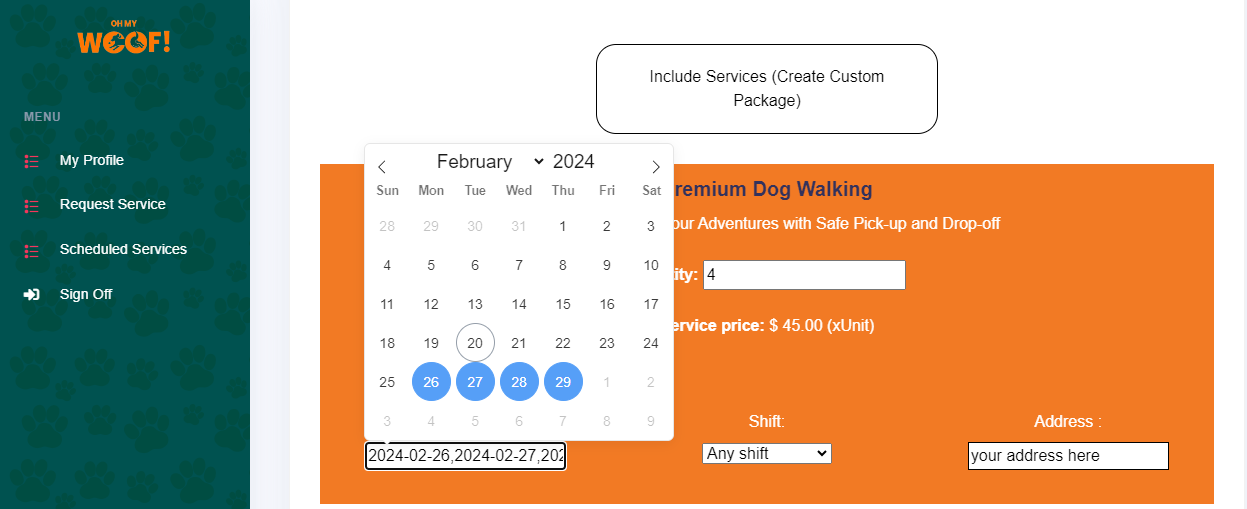 OH MY
WOOF!
MENU
My Profile
Request Service
Scheduled Services
Sign Off
Include Services (Create Custom
Package)
February 2024
Sun Mon Tue Wed Thu Fri Sat
28 29 30 31 1 2 3
4 5 6 7 8 9 10
11 12 13 14 15 16 17
18 19 20 21 22 23 24
25 26 27 28 29 1 2
3 4 5 6 7 8 9
remium Dog Walking
our Adventures with Safe Pick-up and Drop-off
ity: 4
ervice price: $ 45.00 (xUnit)
Shift:
Address :
2024-02-26,2024-02-27,202
Any shift
your address here